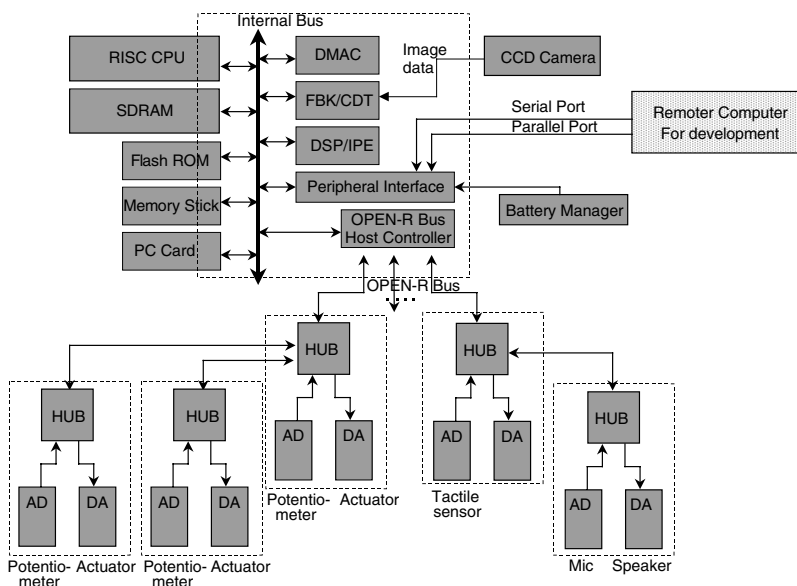 Internal Bus
RISC CPU
SDRAM
Flash ROM
Memory Stick
PC Card
DMAC
FBK/CDT
DSP/IPE
Peripheral Interface
OPEN-R Bus
Host Controller
Image
data
CCD Camera
Serial Port
Parallel Port
Remoter Computer
For development
Battery Manager
OPEN-R Bus
HUB
AD
DA
Potentio-
meter
Actuator
HUB
AD
DA
Tactile
sensor
HUB
AD
DA
Potentio-
meter
Actuator
HUB
AD
DA
Potentio-
meter
Actuator
HUB
AD
DA
Mic
Speaker